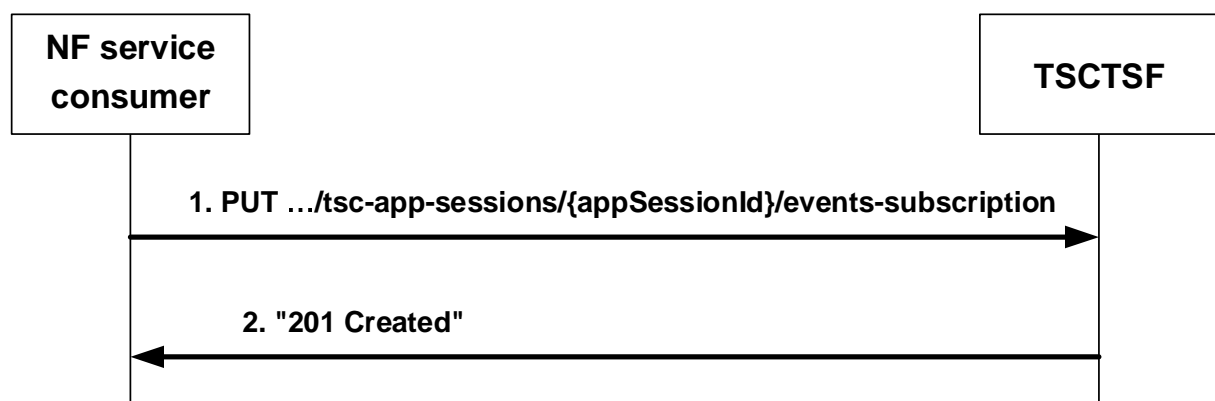 NF service
consumer
TSCTSF
1. PUT …/tsc-app-sessions/{appSessionId}/events-subscription
2. "201 Created"